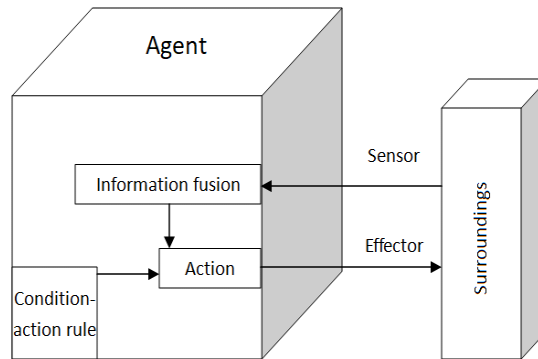 Agent
Sensor
Information fusion
Effector
Action
Condition-
action rule
Surroundings